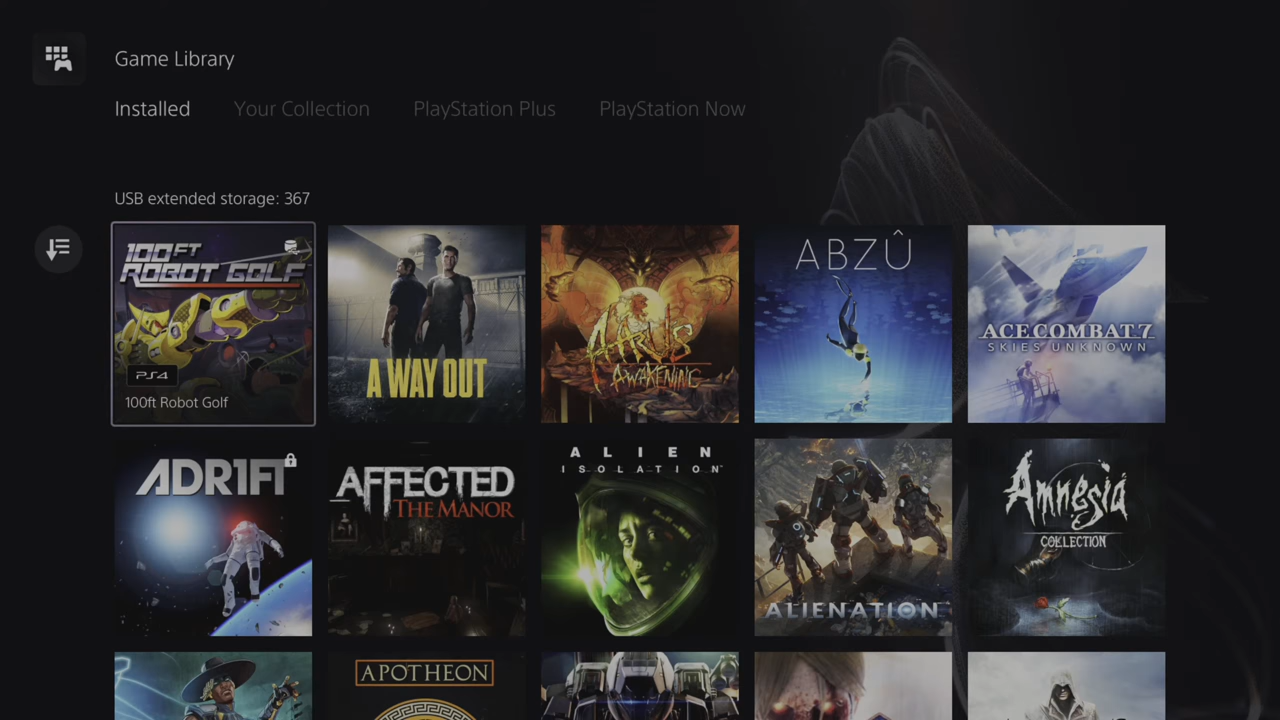 Game Library
Installed
Your Collection
PlayStation Plus
PlayStation Now
USB extended storage: 367
100FT
ROBOT GOLF
PS4
100ft Robot Golf
A WAY OUT
AARUS
AWAKENING
ABZÛ
ACE COMBAT 7
SKIES UNKNOWN
ADR1FT
AFFECTED
THE MANOR
ALIEN
ISOLATION
ALIENATION
Amnesia
COLLECTION
APOTHEON